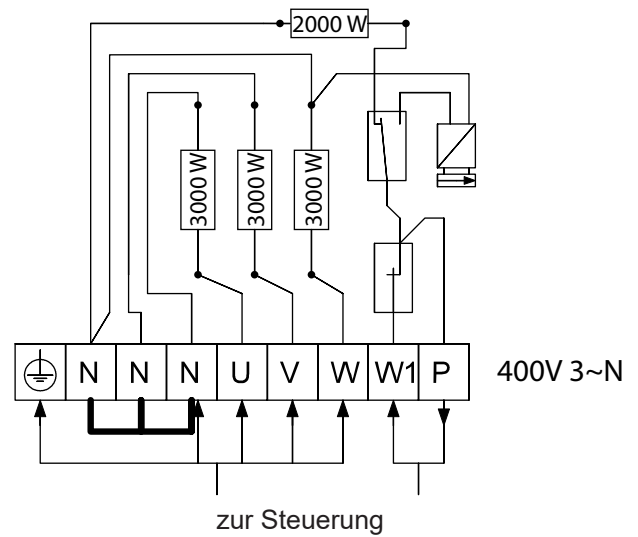 2000 W
3000 W
3000 W
3000 W
N N N U V W W1 P
400V 3~N
zur Steuerung